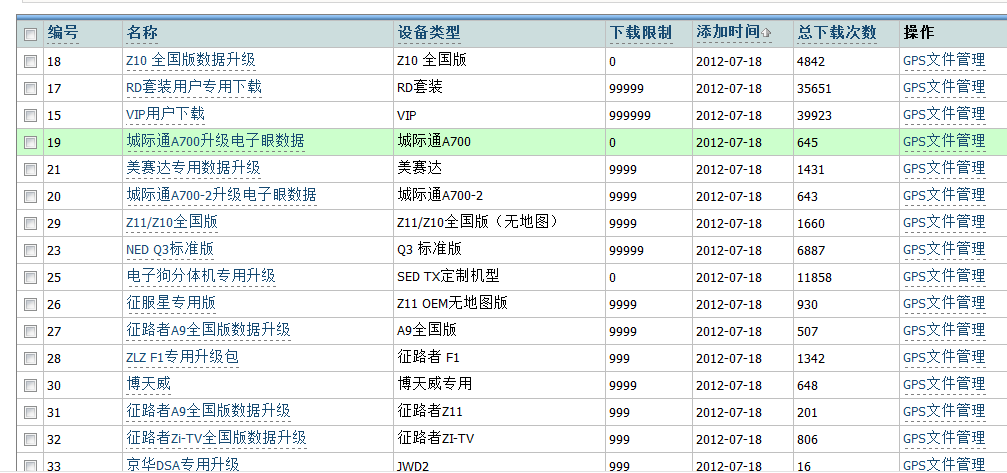 编号 名称 设备类型 下载限制 添加时间 总下载次数 操作
18 Z10 全国版数据升级 Z10 全国版 0 2012-07-18 4842 GPS文件管理
17 RD套装用户专用下载 RD套装 99999 2012-07-18 35651 GPS文件管理
15 VIP用户下载 VIP 999999 2012-07-18 39923 GPS文件管理
19 城际通A700升级电子眼数据 城际通A700 0 2012-07-18 645 GPS文件管理
21 美赛达专用数据升级 美赛达 9999 2012-07-18 1431 GPS文件管理
20 城际通A700-2升级电子眼数据 城际通A700-2 9999 2012-07-18 643 GPS文件管理
29 Z11/Z10全国版 Z11/Z10全国版（无地图） 9999 2012-07-18 1660 GPS文件管理
23 NED Q3标准版 Q3 标准版 99999 2012-07-18 6887 GPS文件管理
25 电子狗分体机专用升级 SED TX定制机型 0 2012-07-18 11858 GPS文件管理
26 征服星专用版 Z11 OEM无地图版 9999 2012-07-18 930 GPS文件管理
27 征路者A9全国版数据升级 A9全国版 9999 2012-07-18 507 GPS文件管理
28 ZLZ F1专用升级包 征路者 F1 999 2012-07-18 1342 GPS文件管理
30 博天威 博天威专用 9999 2012-07-18 648 GPS文件管理
31 征路者A9全国版数据升级 征路者Z11 999 2012-07-18 201 GPS文件管理
32 征路者Zi-TV全国版数据升级 征路者ZI-TV 999 2012-07-18 806 GPS文件管理
33 京华DSA专用升级 JWD2 999 2012-07-18 16 GPS文件管理